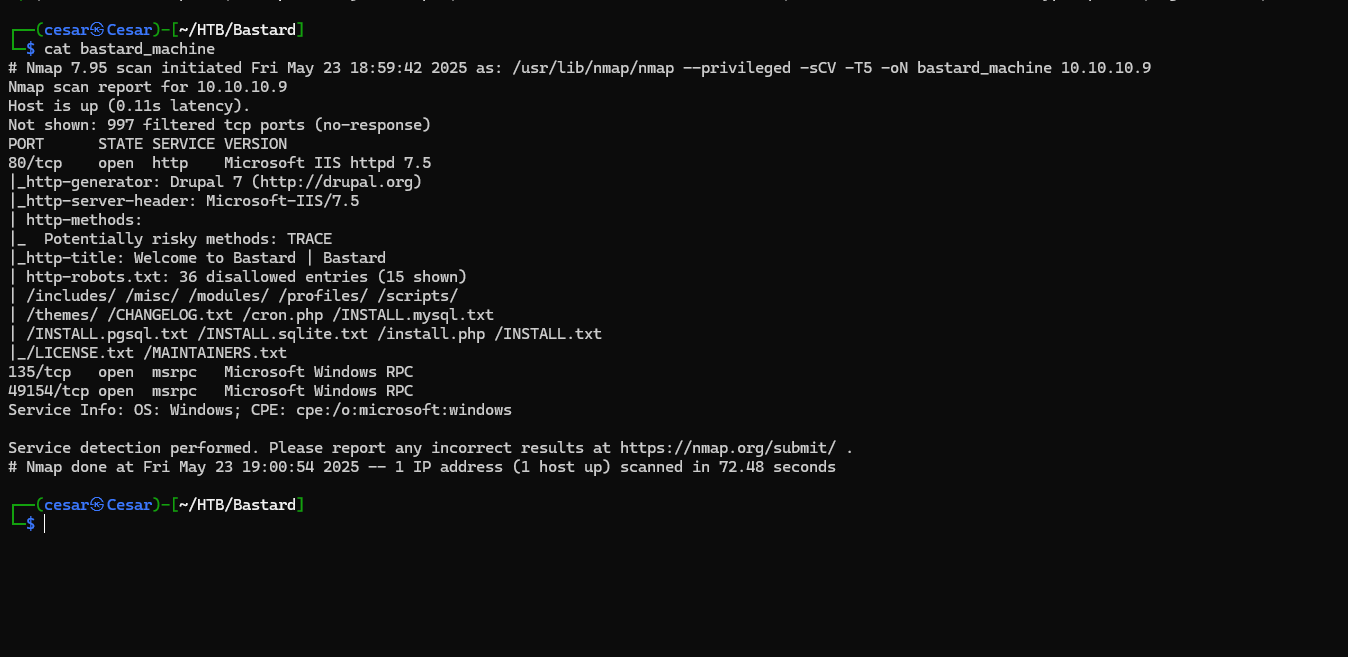 ┌──(cesar㉿Cesar)-[~/HTB/Bastard]
└─$ cat bastard_machine
# Nmap 7.95 scan initiated Fri May 23 18:59:42 2025 as: /usr/lib/nmap/nmap --privileged -sCV -T5 -oN bastard_machine 10.10.10.9
Nmap scan report for 10.10.10.9
Host is up (0.11s latency).
Not shown: 997 filtered tcp ports (no-response)
PORT      STATE SERVICE VERSION
80/tcp    open  http    Microsoft IIS httpd 7.5
|_http-generator: Drupal 7 (http://drupal.org)
|_http-server-header: Microsoft-IIS/7.5
| http-methods:
|_  Potentially risky methods: TRACE
|_http-title: Welcome to Bastard | Bastard
| http-robots.txt: 36 disallowed entries (15 shown)
| /includes/ /misc/ /modules/ /profiles/ /scripts/
| /themes/ /CHANGELOG.txt /cron.php /INSTALL.mysql.txt
| /INSTALL.pgsql.txt /INSTALL.sqlite.txt /install.php /INSTALL.txt
|_/LICENSE.txt /MAINTAINERS.txt
135/tcp   open  msrpc   Microsoft Windows RPC
49154/tcp open  msrpc   Microsoft Windows RPC
Service Info: OS: Windows; CPE: cpe:/o:microsoft:windows

Service detection performed. Please report any incorrect results at https://nmap.org/submit/ .
# Nmap done at Fri May 23 19:00:54 2025 -- 1 IP address (1 host up) scanned in 72.48 seconds

┌──(cesar㉿Cesar)-[~/HTB/Bastard]
└─$